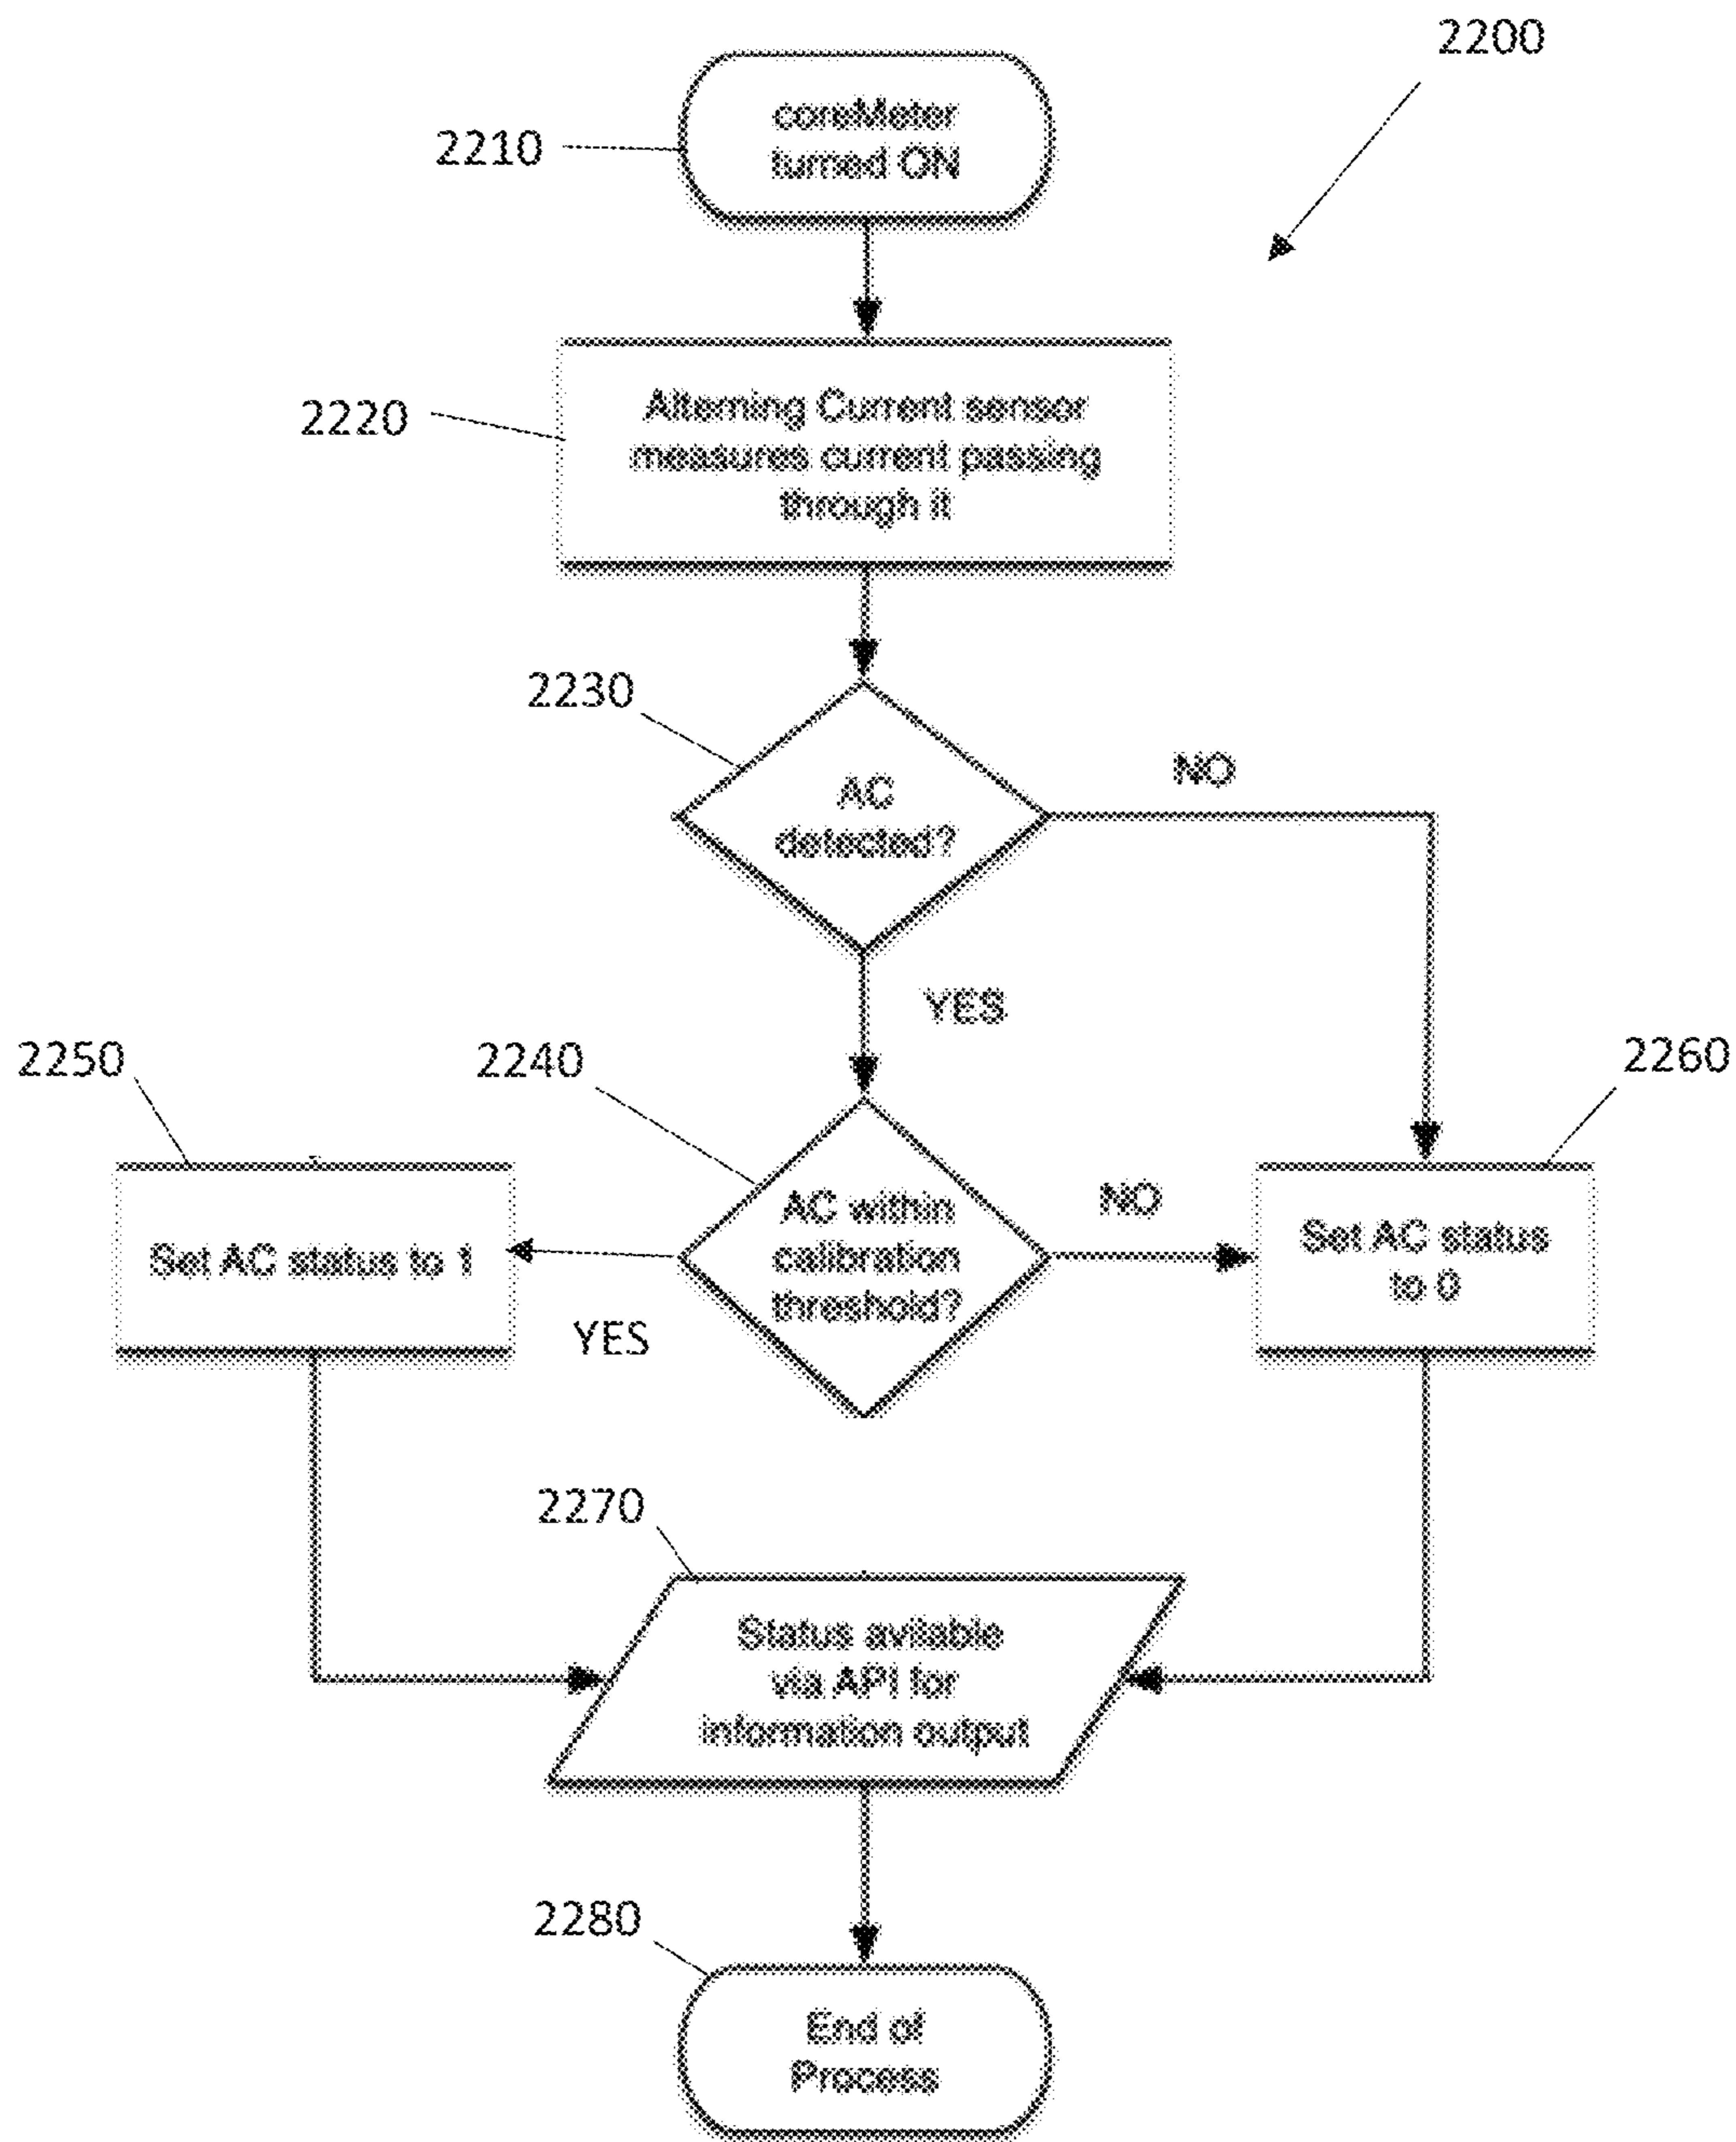 2200
coreMeter
turned ON
2210
Alterning Current sensor
measures current passing
through it
2220
2230
AC
detected?
NO
YES
2250
2240
2260
Set AC status to 1
AC within
calibration
threshold?
NO
Set AC status
to 0
YES
2270
Status avilable
via API for
information output
2280
End of
Process